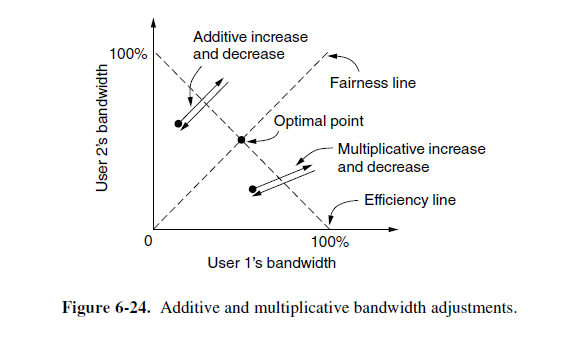 Additive increase
and decrease
100%
Fairness line
User 2's bandwidth
Optimal point
Multiplicative increase
and decrease
Efficiency line
0
100%
User 1's bandwidth
Figure 6-24. Additive and multiplicative bandwidth adjustments.